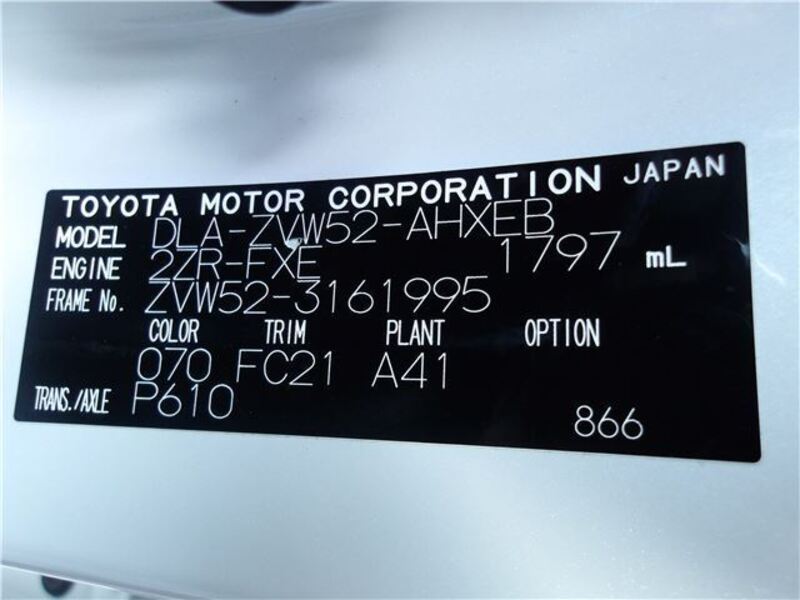 TOYOTA MOTOR CORPORATION JAPAN
MODEL DLA-ZVW52-AHXEB
ENGINE 2ZR-FXE 1797 mL
FRAME No. ZVW52-3161995
COLOR TRIM PLANT OPTION
070 FC21 A41
TRANS./AXLE P610
866